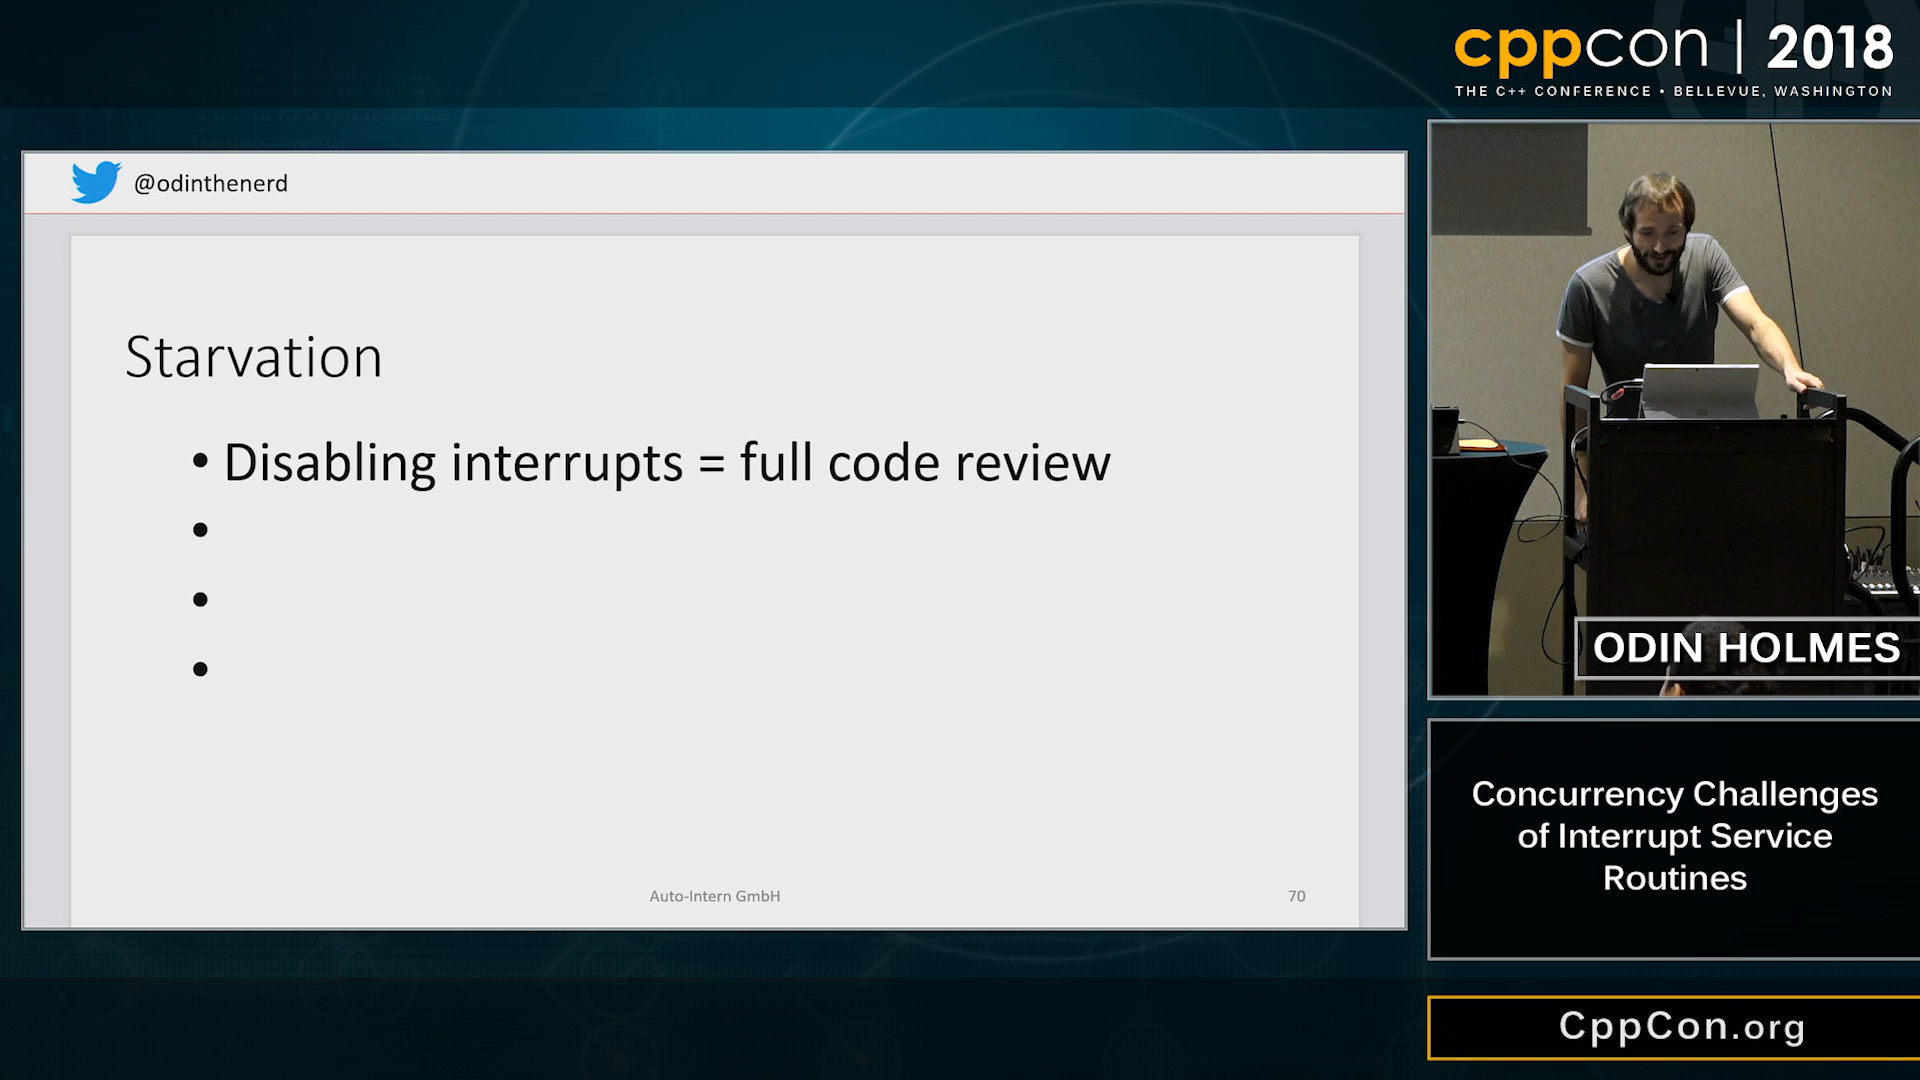 cppcon | 2018
THE C++ CONFERENCE • BELLEVUE, WASHINGTON
@odinthenerd
Starvation
• Disabling interrupts = full code review
•
•
•
Auto-Intern GmbH
70
ODIN HOLMES
Concurrency Challenges
of Interrupt Service
Routines
CppCon.org